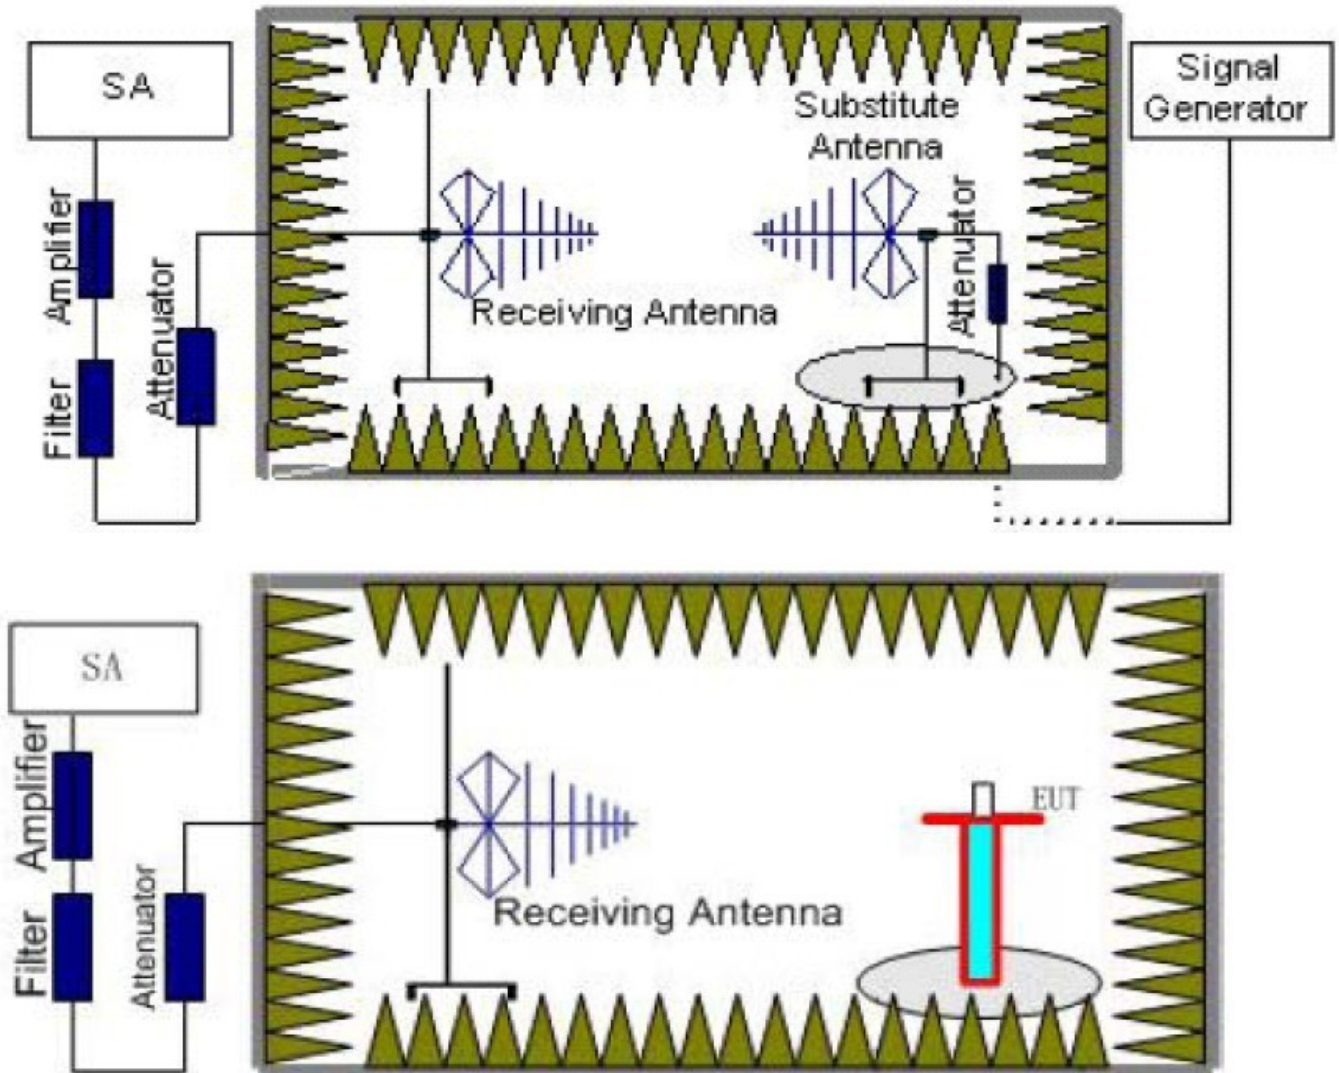 SA
Signal
Generator
Substitute
Antenna
Amplifier
Attenuator
Attenuator
Receiving Antenna
Filter
SA
Amplifier
EUT
Attenuator
Receiving Antenna
Filter